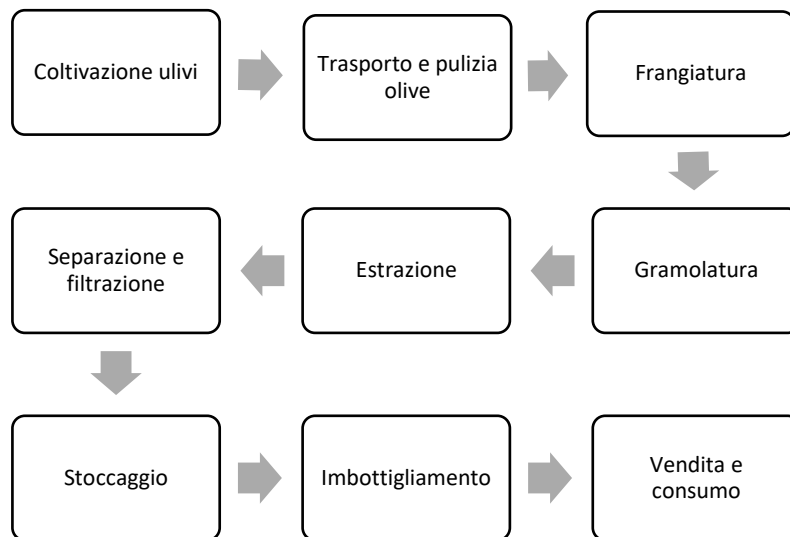 Coltivazione ulivi
Trasporto e pulizia
olive
Frangiatura
Gramolatura
Estrazione
Separazione e
filtrazione
Stoccaggio
Imbottigliamento
Vendita e
consumo